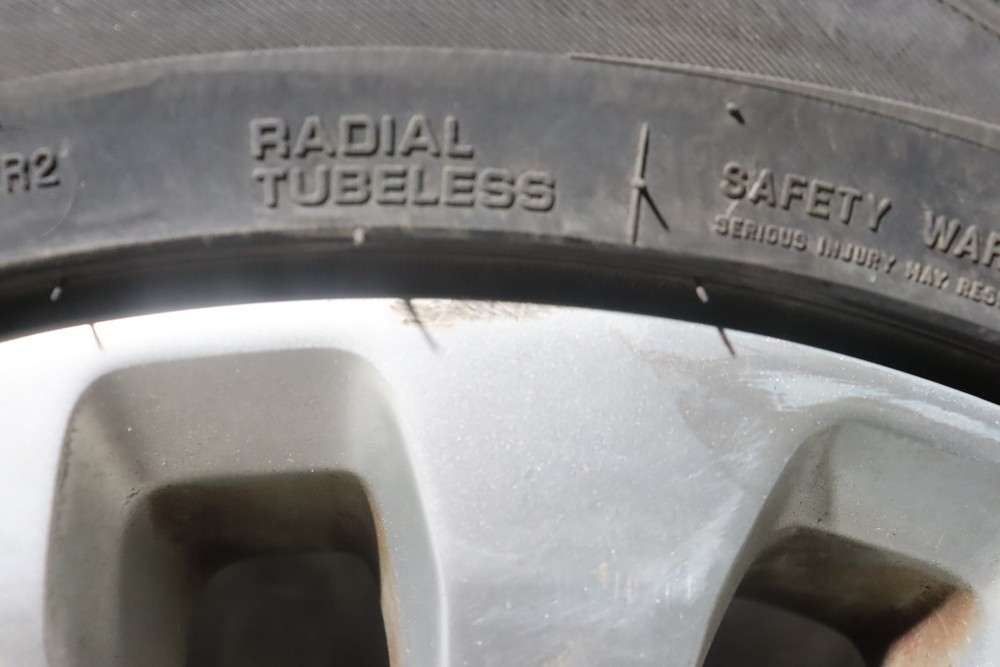 R2
RADIAL
TUBELESS
SAFETY
SERIOUS INJURY MAY